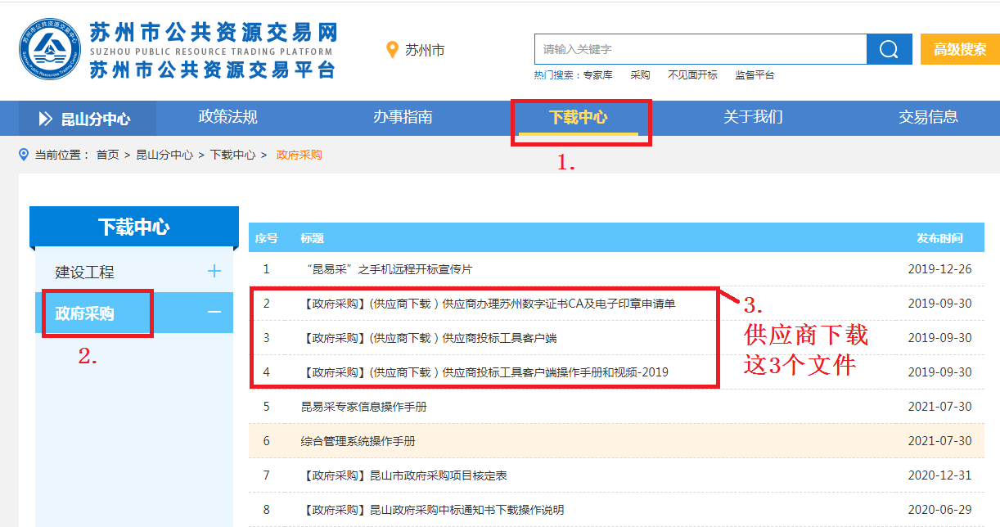 苏州市公共资源交易网
SUZHOU PUBLIC RESOURCE TRADING PLATFORM
苏州市公共资源交易平台
苏州市
请输入关键字
高级搜索
热门搜索：专家库 采购 不见面开标 监督平台
昆山分中心 政策法规 办事指南 下载中心 关于我们 交易信息
当前位置： 首页 > 昆山分中心 > 下载中心 > 政府采购
1.
下载中心
建设工程
政府采购
2.
序号 标题 发布时间
1 “昆易采”之手机远程开标宣传片 2019-12-26
2 【政府采购】(供应商下载）供应商办理苏州数字证书CA及电子印章申请单 2019-09-30
3 【政府采购】(供应商下载）供应商投标工具客户端 2019-09-30
4 【政府采购】(供应商下载）供应商投标工具客户端操作手册和视频-2019 2019-09-30
3.
供应商下载
这3个文件
5 昆易采专家信息操作手册 2021-07-30
6 综合管理系统操作手册 2021-07-30
7 【政府采购】昆山市政府采购项目核定表 2020-12-31
8 【政府采购】昆山政府采购中标通知书下载操作说明 2020-06-29